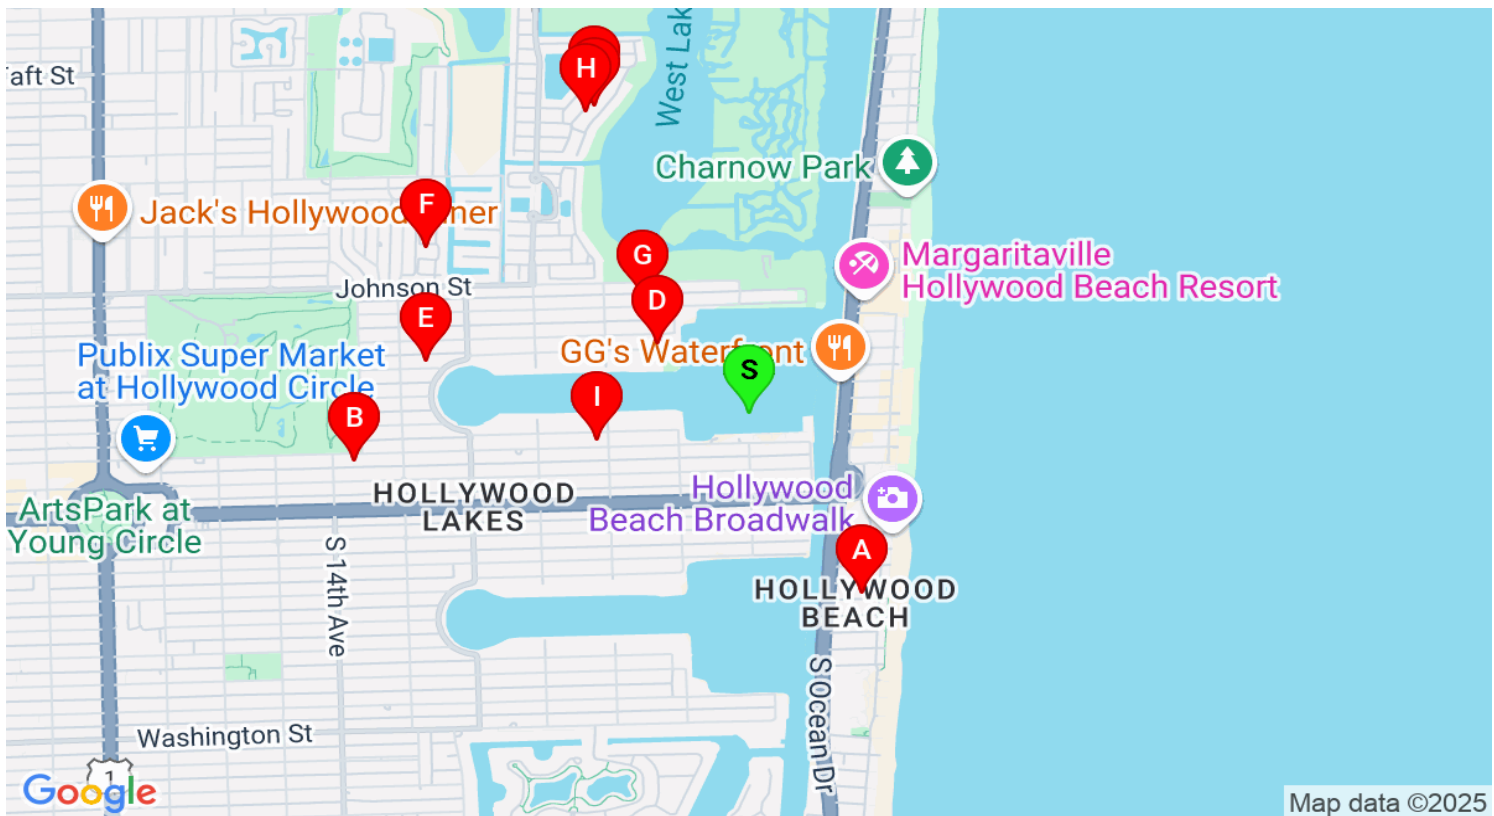 West Lak
H
Taft St
Charnow Park
F
Jack's Hollywood
ner
G
Margaritaville
Hollywood Beach Resort
Johnson St
D
E
GG's Waterfront
Publix Super Market
at Hollywood Circle
S
I
B
HOLLYWOOD
LAKES
Hollywood
Beach Broadwalk
ArtsPark at
Young Circle
A
S 14th Ave
HOLLYWOOD
BEACH
S Ocean Dr
Washington St
1
Google
Map data ©2025